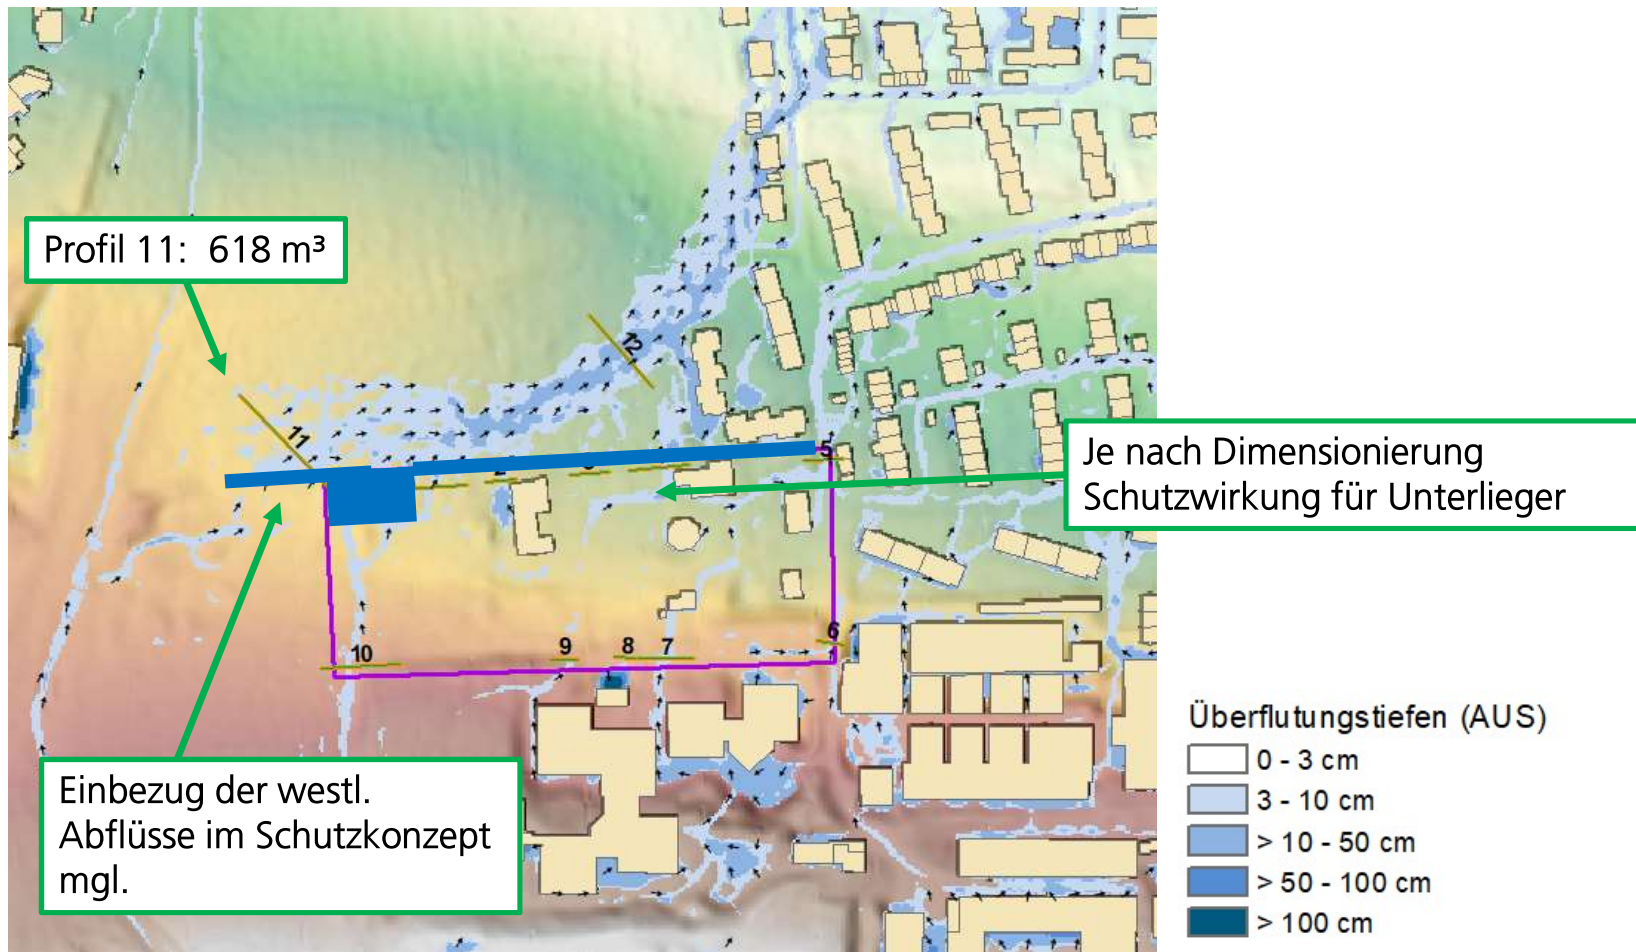 Profil 11: 618 m³
12
11
5
Je nach Dimensionierung
Schutzwirkung für Unterlieger
6
10
9
8
7
Einbezug der westl.
Abflüsse im Schutzkonzept
mgl.
Überflutungstiefen (AUS)
0 - 3 cm
3 - 10 cm
> 10 - 50 cm
> 50 - 100 cm
> 100 cm